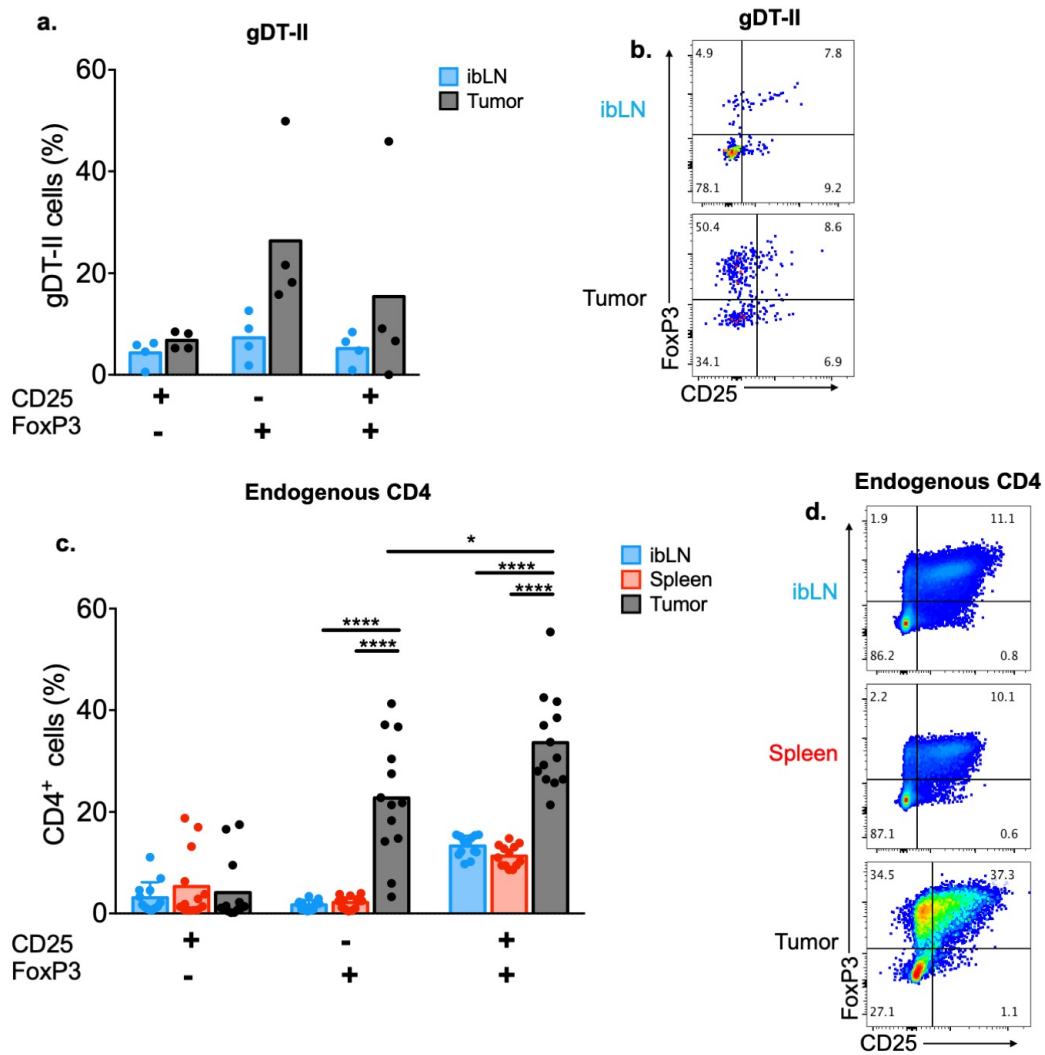 a.
gDT-II
60
40
20
0
gDT-II cells (%)
ibLN
Tumor
CD25 + - +
FoxP3 - + +
b.
gDT-II
ibLN
4.9 7.8
78.1 9.2
Tumor
50.4 8.6
34.1 6.9
FoxP3
CD25
Endogenous CD4
c.
* 
****
****
****
****
60
40
20
0
CD4+ cells (%)
ibLN
Spleen
Tumor
CD25 + - +
FoxP3 - + +
Endogenous CD4
d.
ibLN
1.9 11.1
86.2 0.8
Spleen
2.2 10.1
87.1 0.6
Tumor
34.5 37.3
27.1 1.1
FoxP3
CD25